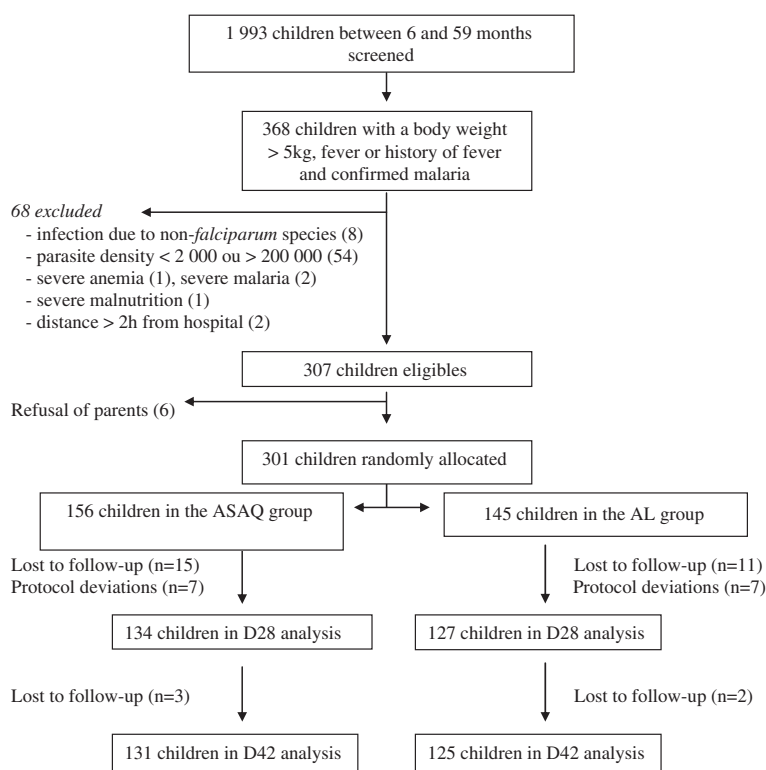 1 993 children between 6 and 59 months
screened
368 children with a body weight
> 5kg, fever or history of fever
and confirmed malaria
68 excluded
- infection due to non-falciparum species (8)
- parasite density < 2 000 ou > 200 000 (54)
- severe anemia (1), severe malaria (2)
- severe malnutrition (1)
- distance > 2h from hospital (2)
307 children eligibles
Refusal of parents (6)
301 children randomly allocated
156 children in the ASAQ group
145 children in the AL group
Lost to follow-up (n=15)
Protocol deviations (n=7)
Lost to follow-up (n=11)
Protocol deviations (n=7)
134 children in D28 analysis
127 children in D28 analysis
Lost to follow-up (n=3)
Lost to follow-up (n=2)
131 children in D42 analysis
125 children in D42 analysis